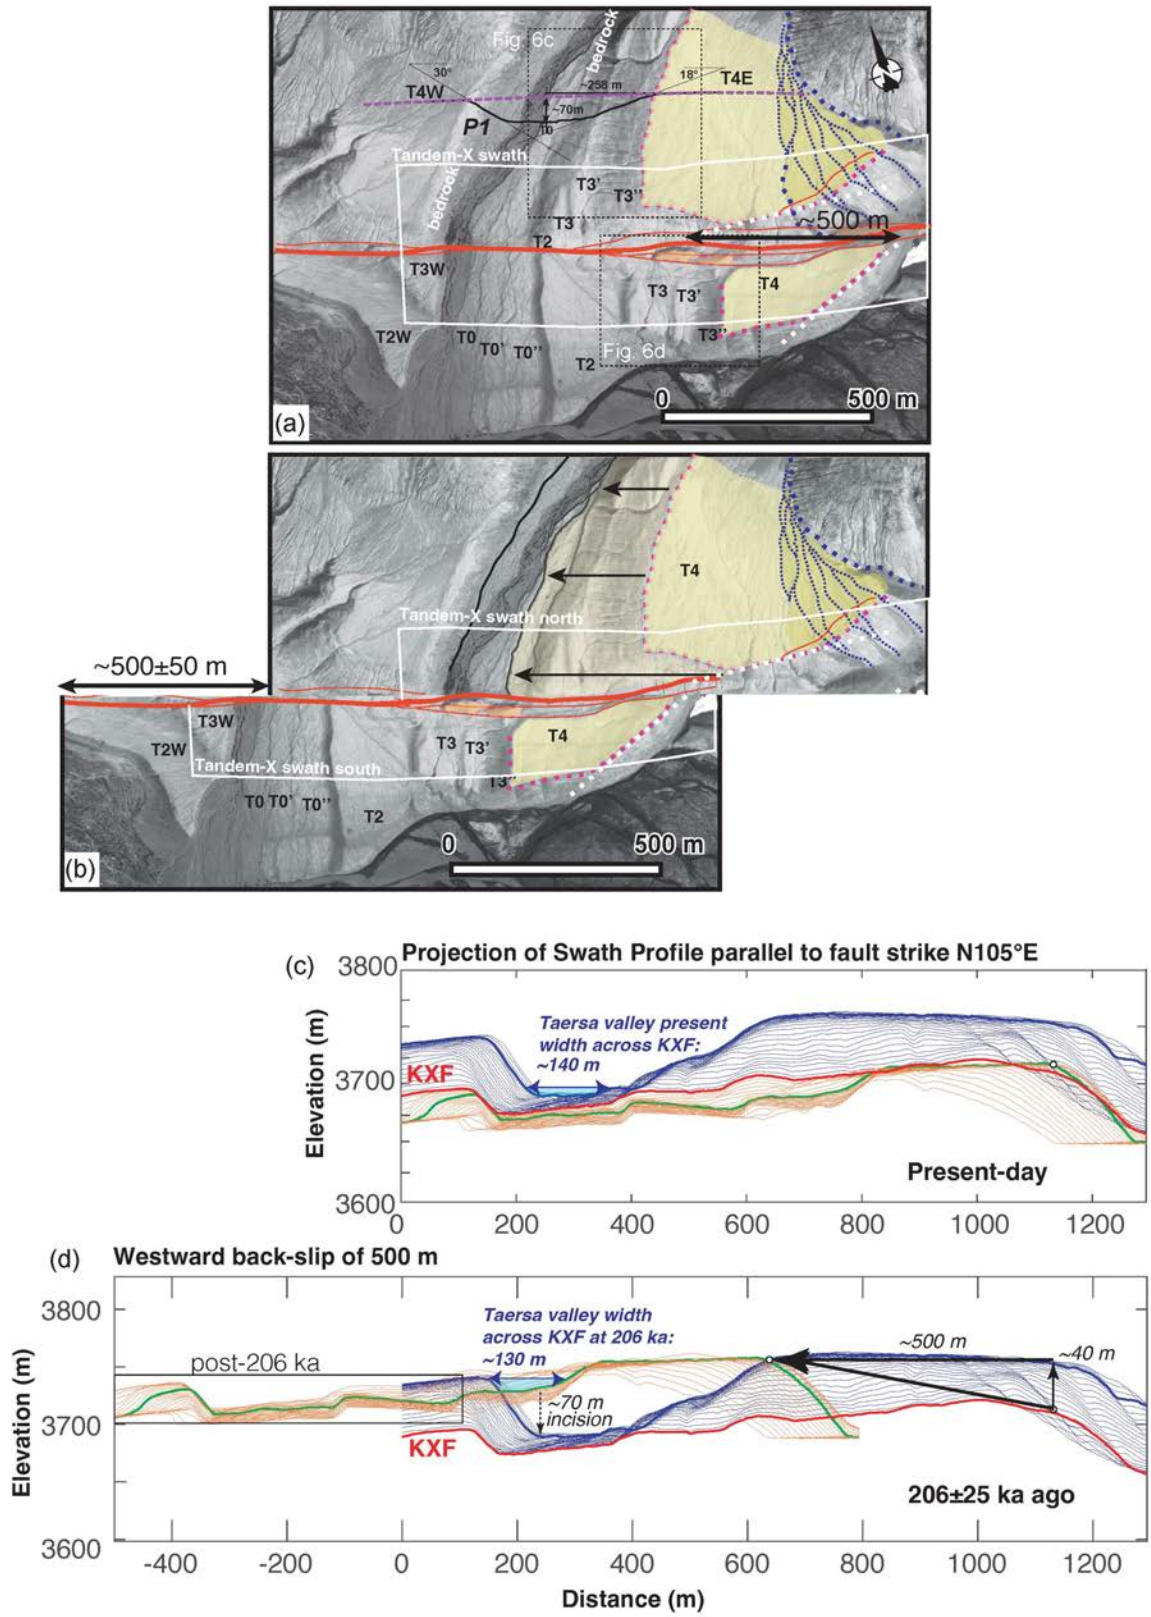 Fig. 6c
bedrock
30°
18°
T4W
T4E
~258 m
~70m
T0
P1
Tandem-X swath
bedrock
T3'
T3''
T3
T2
~500 m
T3W
T3
T3'
T4
T2W
T0
T0'
T0''
T3''
Fig. 6d
T2
0
500 m
(a)
T4
Tandem-X swath north
~500±50 m
T3W
T2W
T3
T3'
T4
Tandem-X swath south
T3''
T0
T0'
T0''
T2
0
500 m
(b)
(c)
Projection of Swath Profile parallel to fault strike N105°E
3800
Taersa valley present
width across KXF:
~140 m
KXF
3700
Elevation (m)
Present-day
3600
0 200 400 600 800 1000 1200
(d)
Westward back-slip of 500 m
3800
Taersa valley width
across KXF at 206 ka:
~130 m
~500 m
~40 m
post-206 ka
~70 m
incision
3700
KXF
Elevation (m)
206±25 ka ago
3600
-400 -200 0 200 400 600 800 1000 1200
Distance (m)